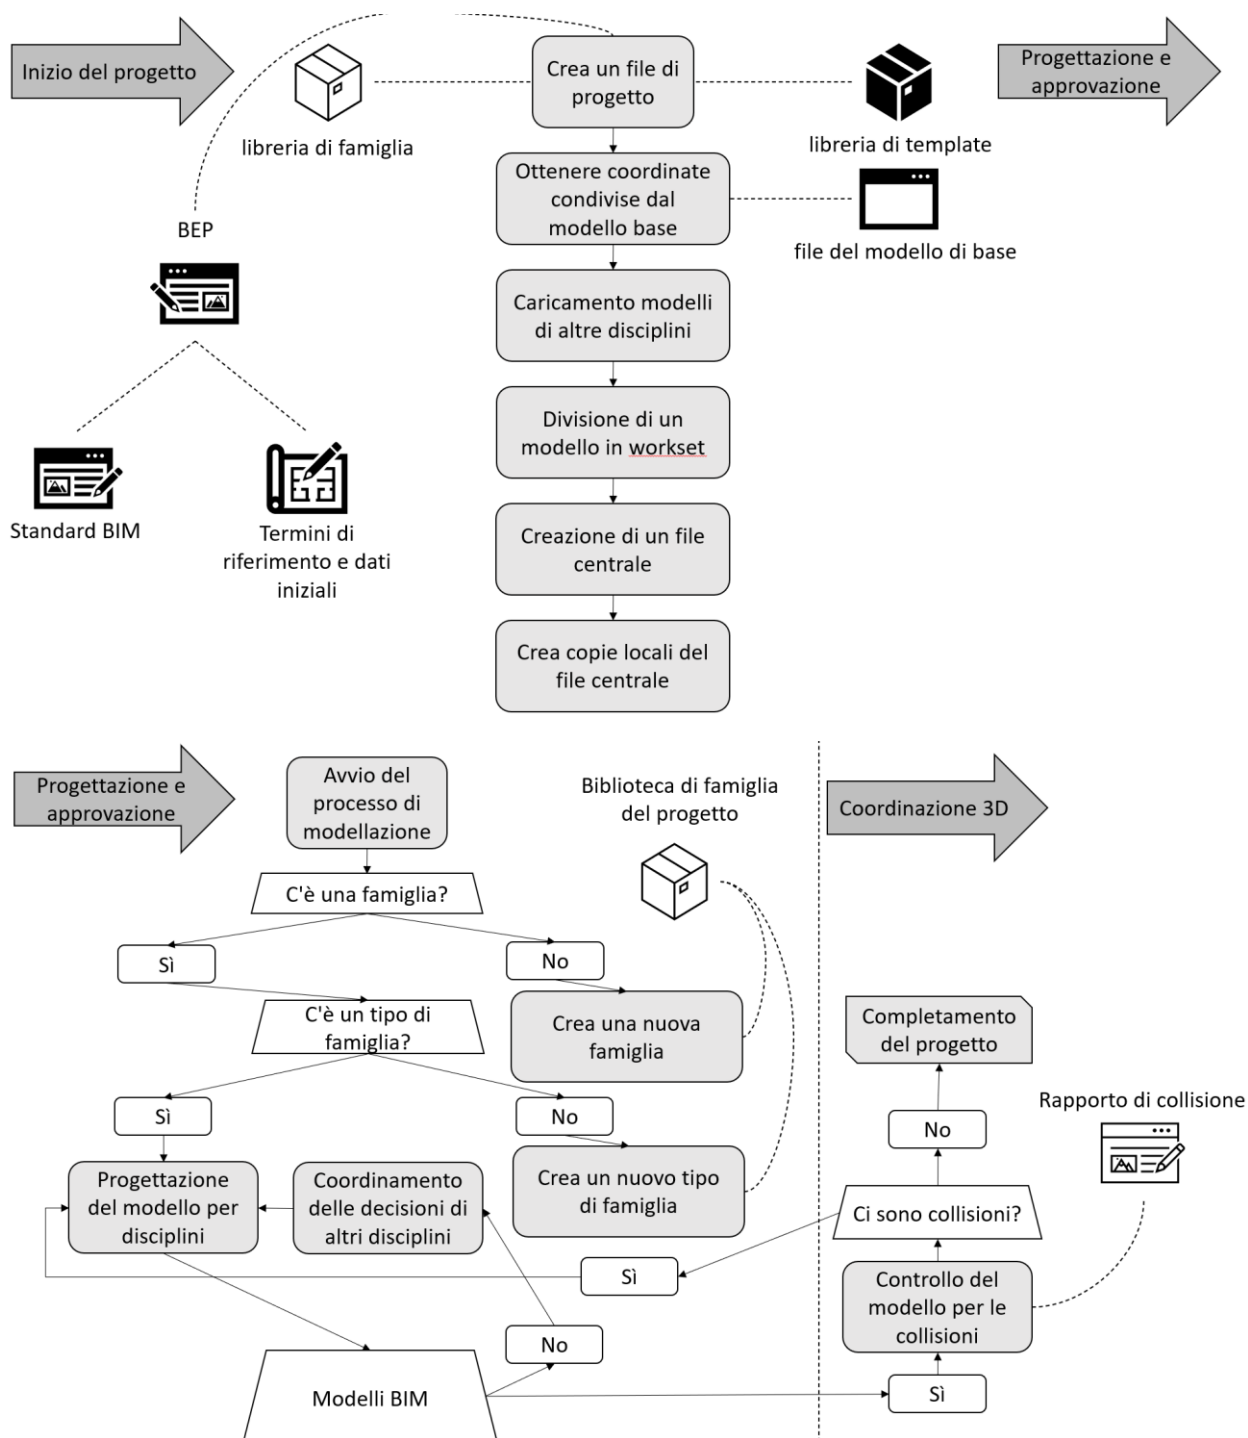 Inizio del progetto
libreria di famiglia
Crea un file di
progetto
libreria di template
Progettazione e
approvazione
Ottenere coordinate
condivise dal
modello base
file del modello di base
BEP
Caricamento modelli
di altre disciplini
Divisione di un
modello in workset
Standard BIM
Termini di
riferimento e dati
iniziali
Creazione di un file
centrale
Crea copie locali del
file centrale
Progettazione e
approvazione
Avvio del
processo di
modellazione
Biblioteca di famiglia
del progetto
Coordinazione 3D
C'è una famiglia?
Sì
No
C'è un tipo di
famiglia?
Crea una nuova
famiglia
Completamento
del progetto
Sì
No
No
Rapporto di collisione
Progettazione
del modello per
disciplini
Coordinamento
delle decisioni di
altri disciplini
Crea un nuovo tipo
di famiglia
Ci sono collisioni?
Sì
Controllo del
modello per le
collisioni
No
Modelli BIM
Sì